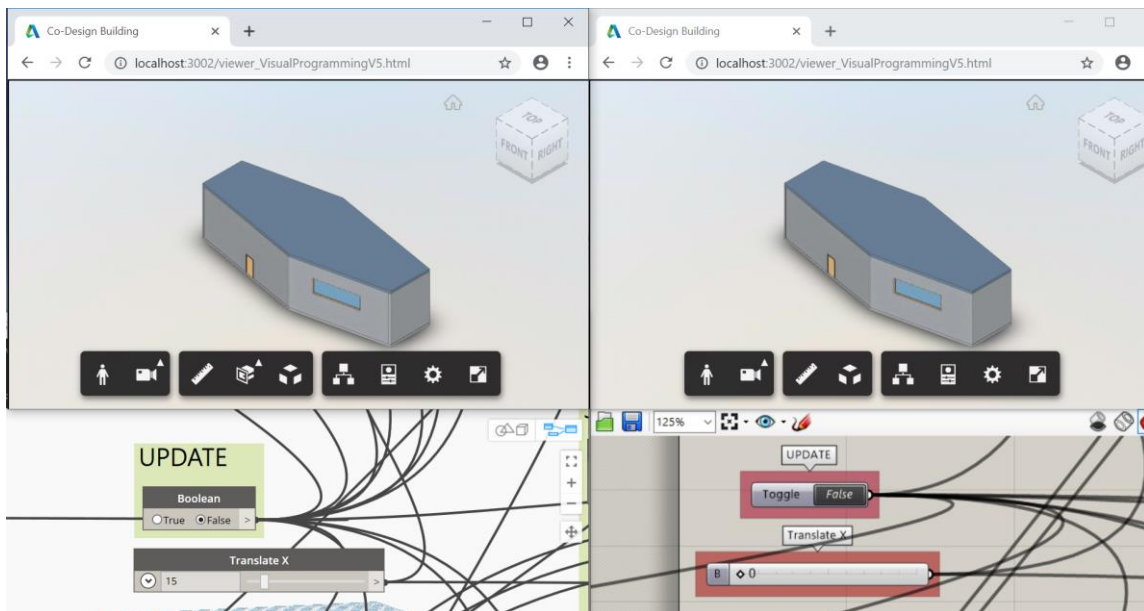 Co-Design Building
localhost:3002/viewer_VisualProgrammingV5.html
TOP
FRONT
RIGHT
Co-Design Building
localhost:3002/viewer_VisualProgrammingV5.html
TOP
FRONT
RIGHT
UPDATE
Boolean
True False >
Translate X
15 >
125%
UPDATE
Toggle False
Translate X
B 0